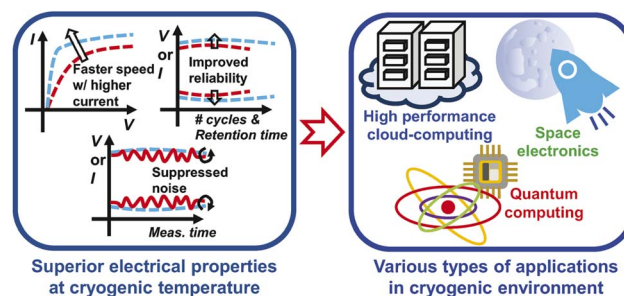 I
Faster speed
w/ higher
current
V
V
or
I
Improved
reliability
# cycles &
Retention time
V
or
I
Suppressed
noise
Meas. time
Superior electrical properties
at cryogenic temperature
High performance
cloud-computing
Space
electronics
Quantum
computing
Various types of applications
in cryogenic environment